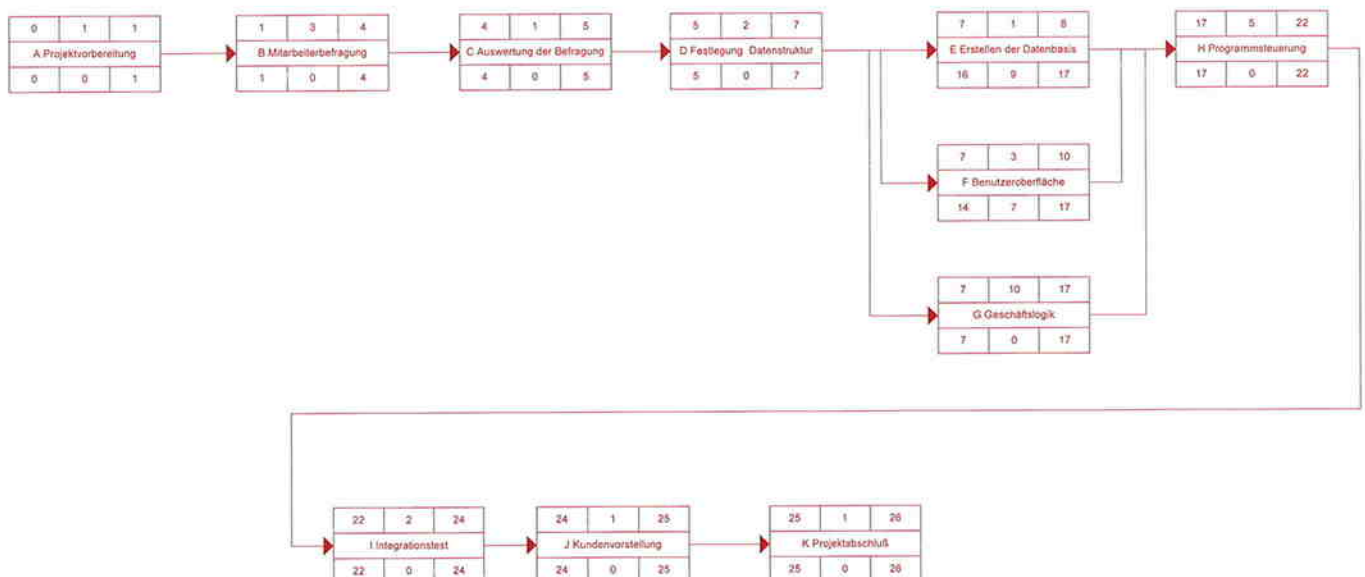 0 1 1
A Projektvorbereitung
0 0 1
1 3 4
B Mitarbeiterbefragung
1 0 4
4 1 5
C Auswertung der Befragung
4 0 5
5 2 7
D Festlegung Datenstruktur
5 0 7
7 1 8
E Erstellen der Datenbasis
16 9 17
7 3 10
F Benutzeroberfläche
14 7 17
7 10 17
G Geschäftslogik
7 0 17
17 5 22
H Programmsteuerung
17 0 22
22 2 24
I Integrationstest
22 0 24
24 1 25
J Kundenvorstellung
24 0 25
25 1 26
K Projektabschluß
25 0 26